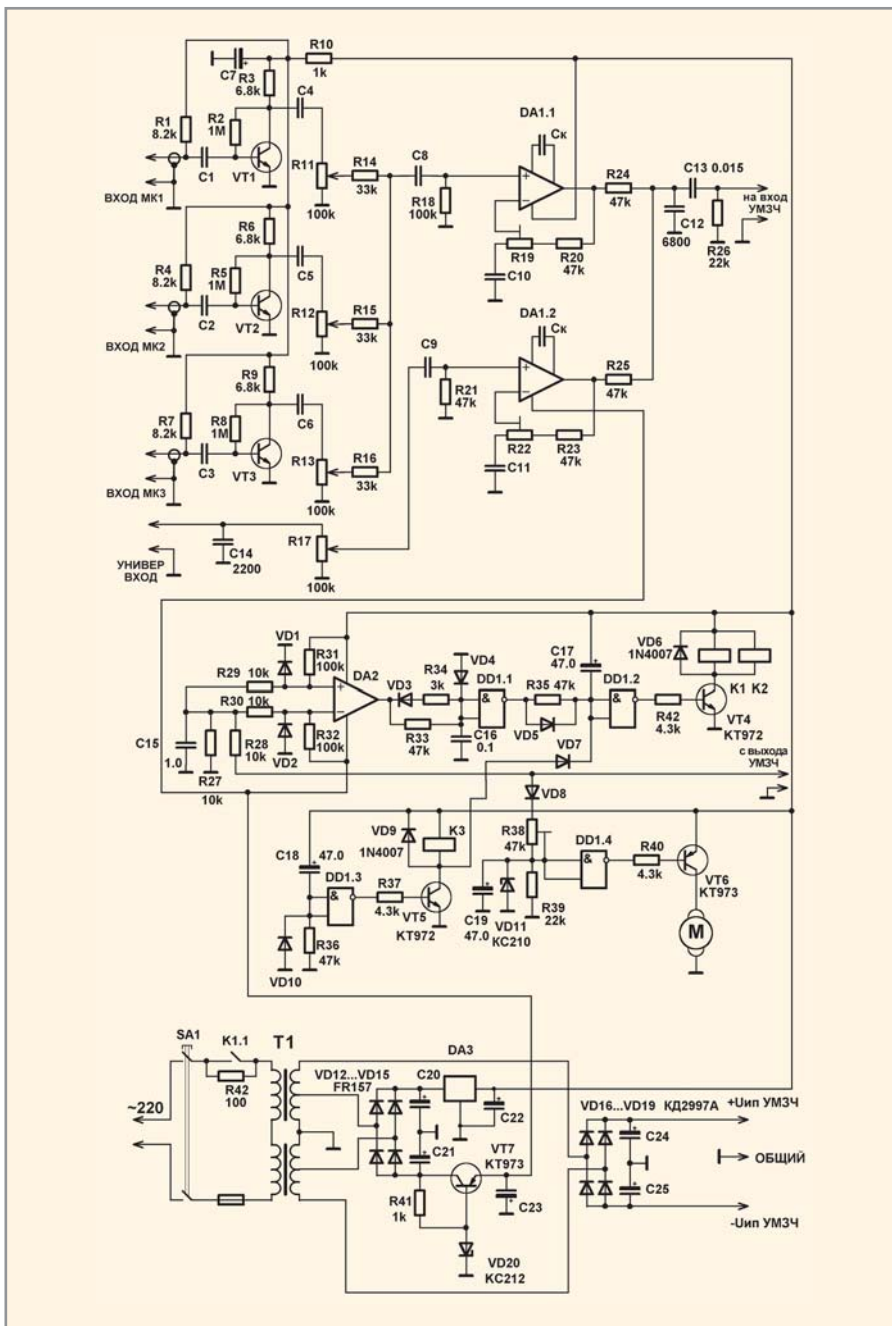 R10
1k
C7
R3
6.8k
C4
R1
8.2k
R2
1M
C1
VT1
ВХОД МК1
R11
100k
R14
33k
C8
R18
100k
DA1.1
Ск
R24
47k
C13 0.015
на вход
УМЗЧ
C12
6800
R26
22k
R19
R20
47k
C10
R6
6.8k
C5
R4
8.2k
R5
1M
C2
VT2
ВХОД МК2
R12
100k
R15
33k
C9
R21
47k
DA1.2
Ск
R25
47k
R22
R23
47k
C11
R9
6.8k
C6
R7
8.2k
R8
1M
C3
VT3
ВХОД МК3
R13
100k
R16
33k
УНИВЕР
ВХОД
C14
2200
R17
100k
VD1
R31
100k
R29
10k
R30
10k
DA2
VD3
R34
3k
VD4
DD1.1
R35 47k
C17
47.0
DD1.2
VD6
1N4007
K1 K2
R42
4.3k
VT4
КТ972
C15
1.0
R27
10k
R28
10k
VD2
R32
100k
R33
47k
C16
0.1
VD5
VD7
с выхода
УМЗЧ
&
&
VD8
VD9
1N4007
K3
C18
47.0
DD1.3
&
R37
4.3k
VT5
КТ972
VD10
R36
47k
R38
47k
DD1.4
&
R40
4.3k
VT6
КТ973
C19
47.0
VD11
КС210
R39
22k
M
SA1
K1.1
T1
R42
100
~220
VD12...VD15
FR157
C20
DA3
C22
C21
VT7
КТ973
R41
1k
C23
VD20
КС212
VD16...VD19 КД2997А
C24
C25
+Uип УМЗЧ
ОБЩИЙ
-Uип УМЗЧ